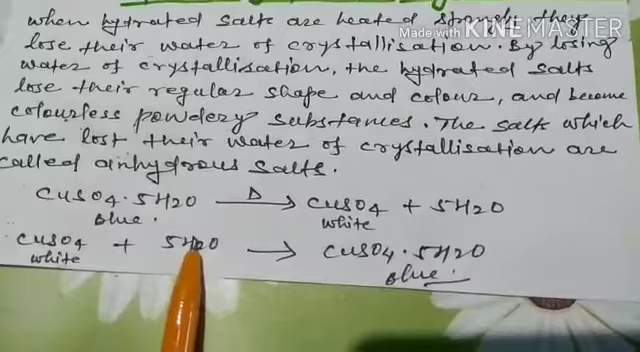 when hydrated salts are heated strongly they
Made with KINEMASTER
lose their water of crystallisation. By losing
water of crystallisation, the hydrated salts
lose their regular shape and colour, and become
colourless powdery substances. The salts which
have lost their water of crystallisation are
called anhydrous salts.
CuSO4·5H2O Δ→ CuSO4 + 5H2O
Blue. white
CuSO4 + 5H2O → CuSO4·5H2O
white Blue.